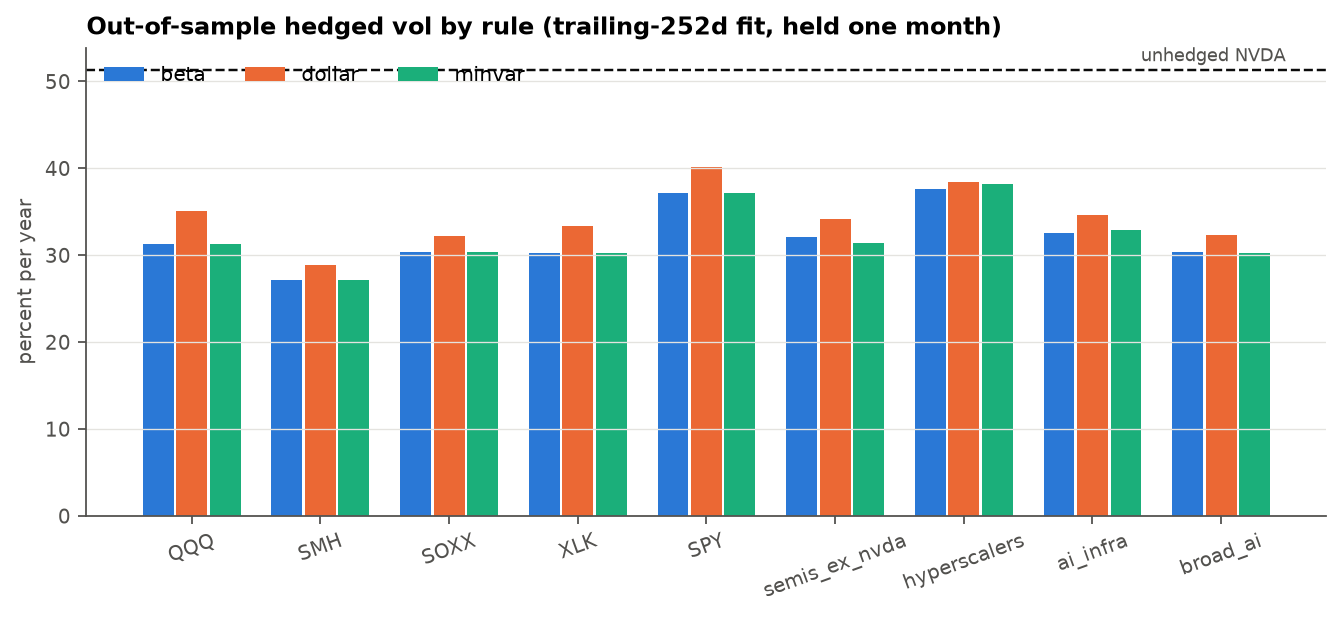 Out-of-sample hedged vol by rule (trailing-252d fit, held one month)
unhedged NVDA
beta dollar minvar
percent per year
50
40
30
20
10
0
QQQ SMH SOXX XLK SPY semis_ex_nvda hyperscalers ai_infra broad_ai